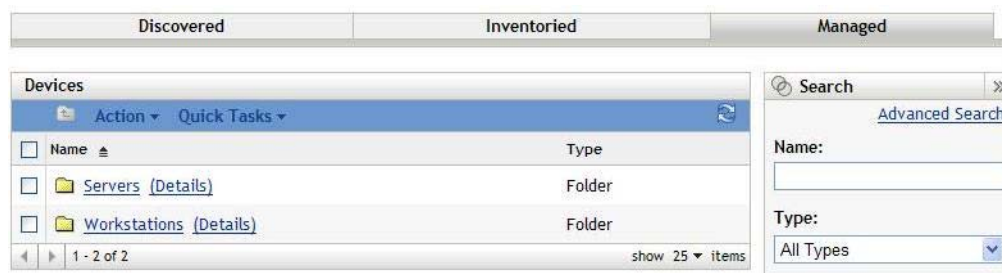 Discovered Inventoried Managed
Devices
Action Quick Tasks
Name Type
Servers (Details) Folder
Workstations (Details) Folder
1 - 2 of 2 show 25 items
Search
Advanced Search
Name:
Type:
All Types